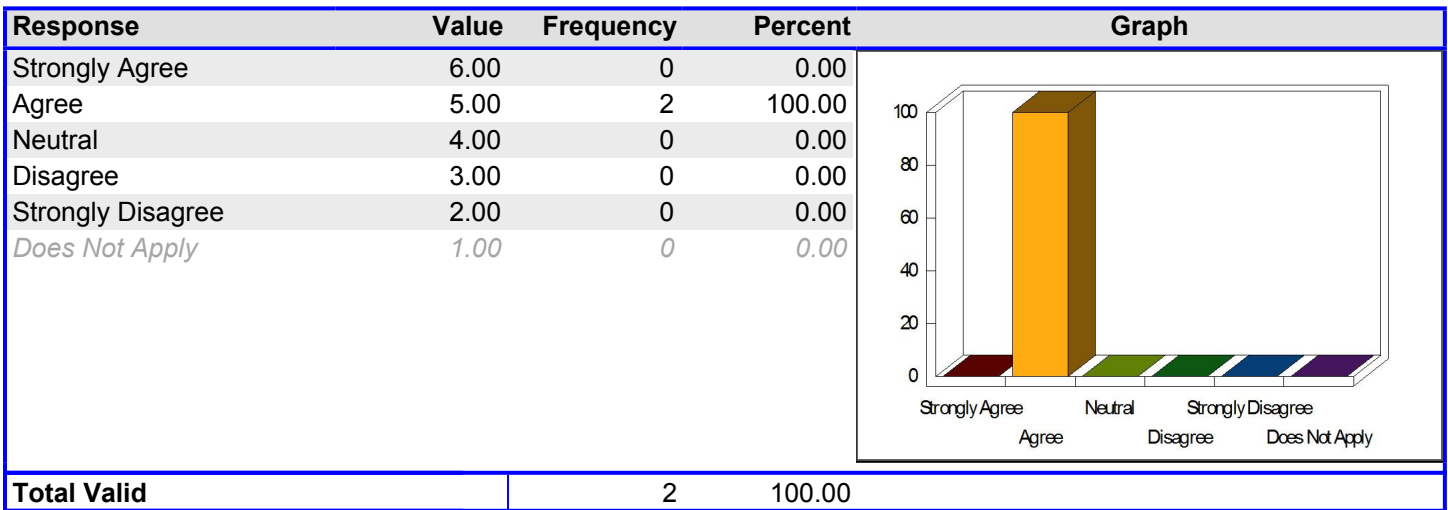 Response Value Frequency Percent Graph
Strongly Agree 6.00 0 0.00
Agree 5.00 2 100.00
Neutral 4.00 0 0.00
Disagree 3.00 0 0.00
Strongly Disagree 2.00 0 0.00
Does Not Apply 1.00 0 0.00
100
80
60
40
20
0
Strongly Agree Neutral Strongly Disagree
Agree Disagree Does Not Apply
Total Valid 2 100.00